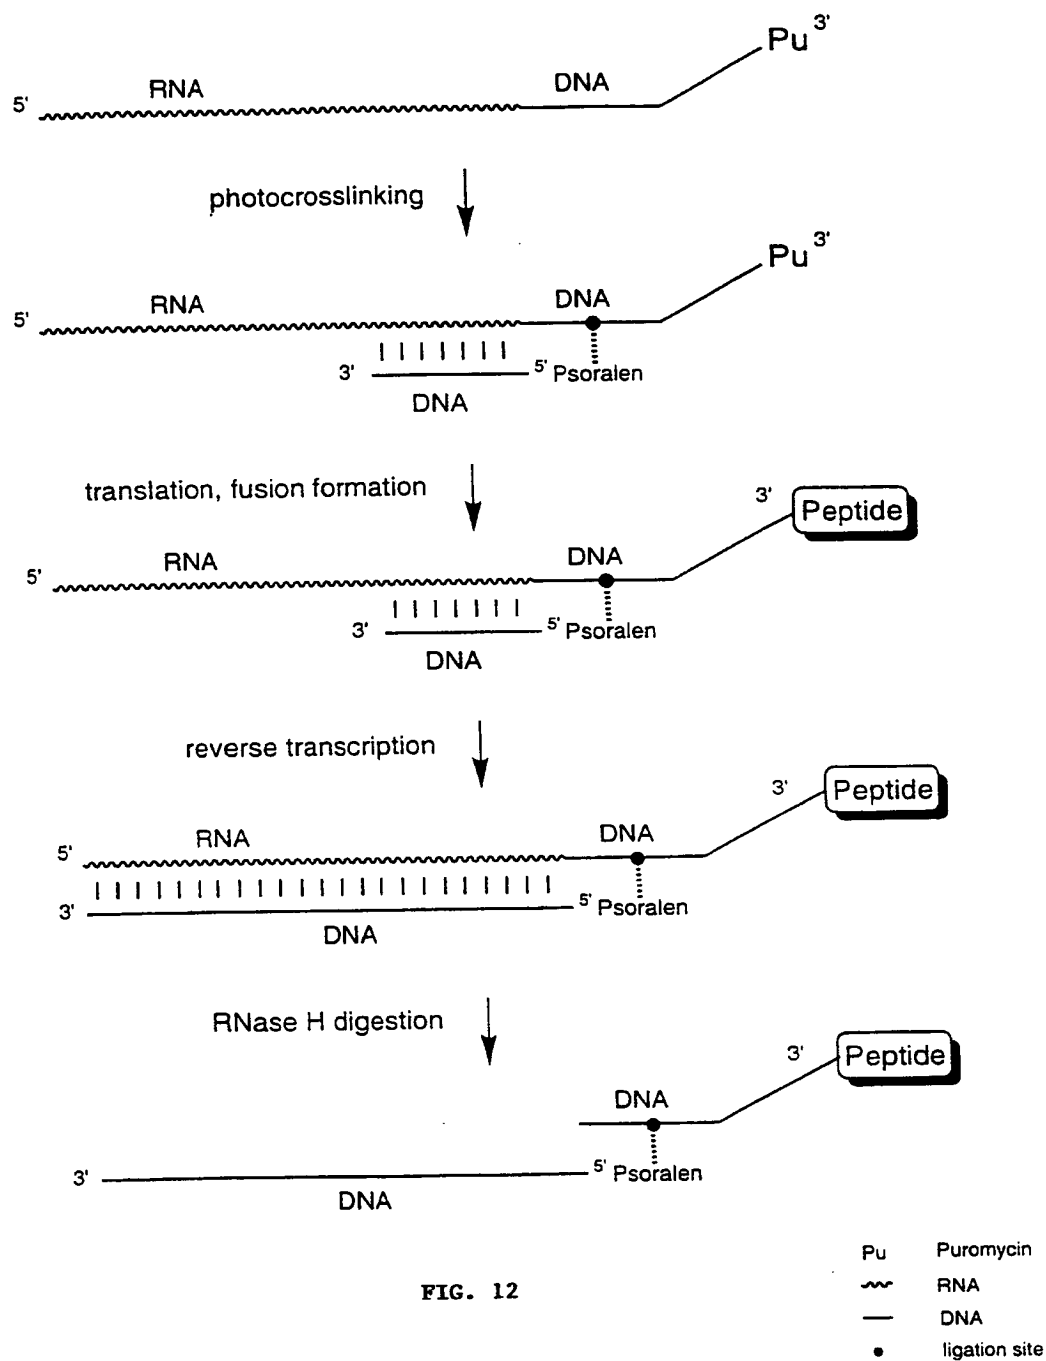 Pu 3'
RNA DNA
5'
photocrosslinking
Pu 3'
RNA DNA
5'
3' 5' Psoralen
DNA
translation, fusion formation
3' Peptide
RNA DNA
5'
3' 5' Psoralen
DNA
reverse transcription
3' Peptide
RNA DNA
5'
3' 5' Psoralen
DNA
RNase H digestion
3' Peptide
DNA
3' 5' Psoralen
DNA
FIG. 12
Pu Puromycin
RNA
DNA
ligation site